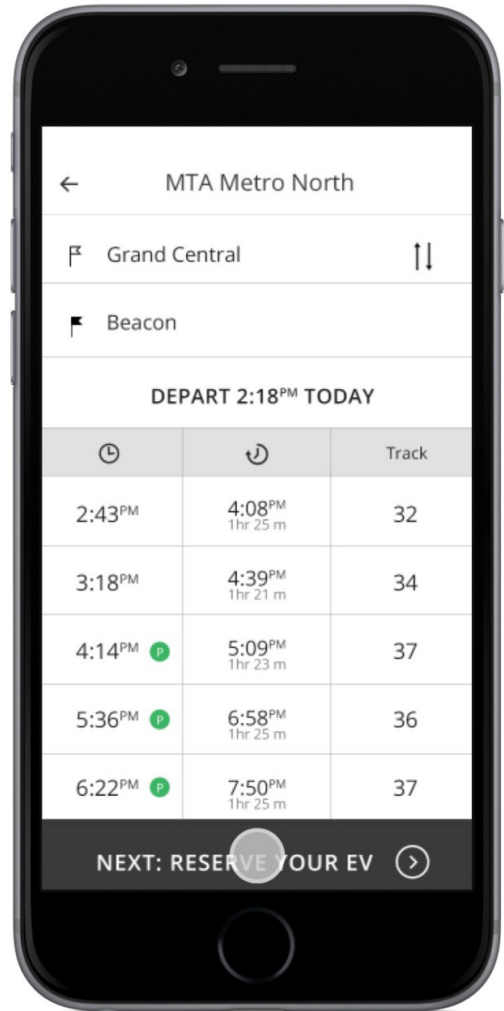 MTA Metro North
Grand Central
Beacon
DEPART 2:18PM TODAY
Track
2:43PM 4:08PM 32
1hr 25 m
3:18PM 4:39PM 34
1hr 21 m
4:14PM P 5:09PM 37
1hr 23 m
5:36PM P 6:58PM 36
1hr 25 m
6:22PM P 7:50PM 37
1hr 25 m
NEXT: RESERVE YOUR EV